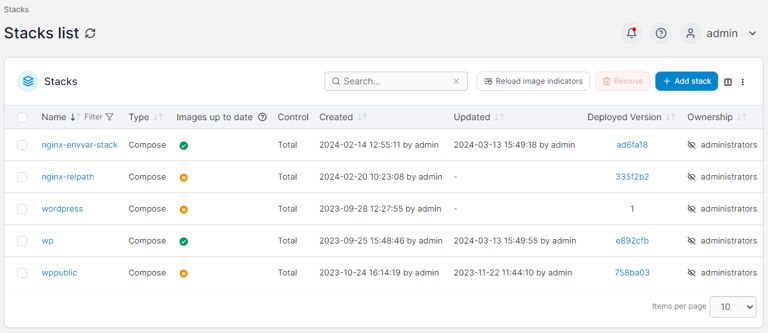 Stacks
Stacks list
admin
Stacks
Search...
Reload image indicators
Remove
+ Add stack
Name Filter Type Images up to date Control Created Updated Deployed Version Ownership
nginx-envvar-stack Compose Total 2024-02-14 12:55:11 by admin 2024-03-13 15:49:18 by admin ad6fa18 administrators
nginx-relpath Compose Total 2024-02-20 10:23:08 by admin - 335f2b2 administrators
wordpress Compose Total 2023-09-28 12:27:55 by admin - 1 administrators
wp Compose Total 2023-09-25 15:48:46 by admin 2024-03-13 15:49:55 by admin e892cfb administrators
wppublic Compose Total 2023-10-24 16:14:19 by admin 2023-11-22 11:44:10 by admin 758ba03 administrators
Items per page 10